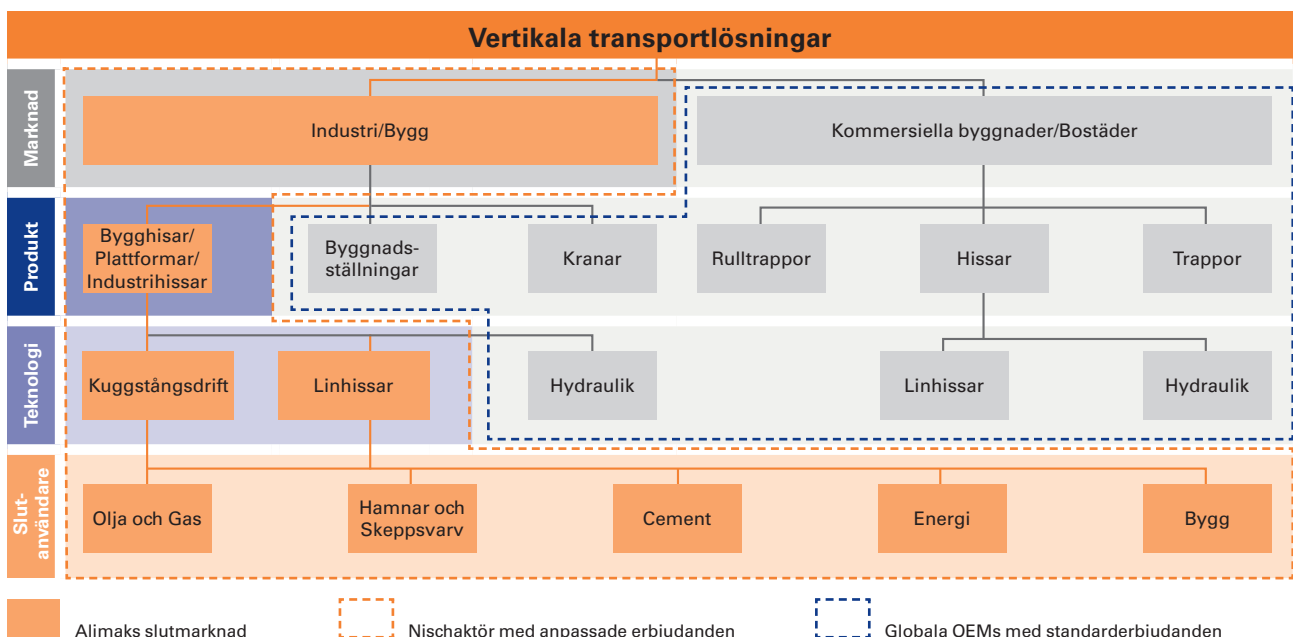 Vertikala transportlösningar
Marknad
Industri/Bygg
Kommersiella byggnader/Bostäder
Produkt
Bygghisar/
Plattformar/
Industrihissar
Byggnads-
ställningar
Kranar
Rulltrappor
Hissar
Trappor
Teknologi
Kuggstångsdrift
Linhissar
Hydraulik
Linhissar
Hydraulik
Slut-
användare
Olja och Gas
Hamnar och
Skeppsvarv
Cement
Energi
Bygg
Alimaks slutmarknad
Nischaktör med anpassade erbjudanden
Globala OEMs med standarderbjudanden